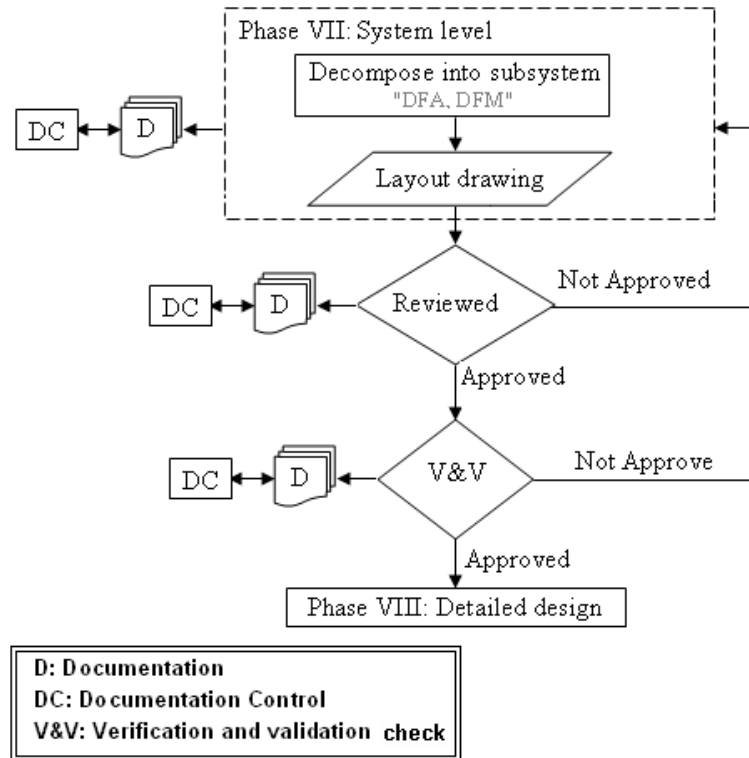 Phase VII: System level
Decompose into subsystem
"DFA, DFM"
DC
D
Layout drawing
Reviewed
Not Approved
DC
D
Approved
V&V
Not Approve
DC
D
Approved
Phase VIII: Detailed design
D: Documentation
DC: Documentation Control
V&V: Verification and validation check